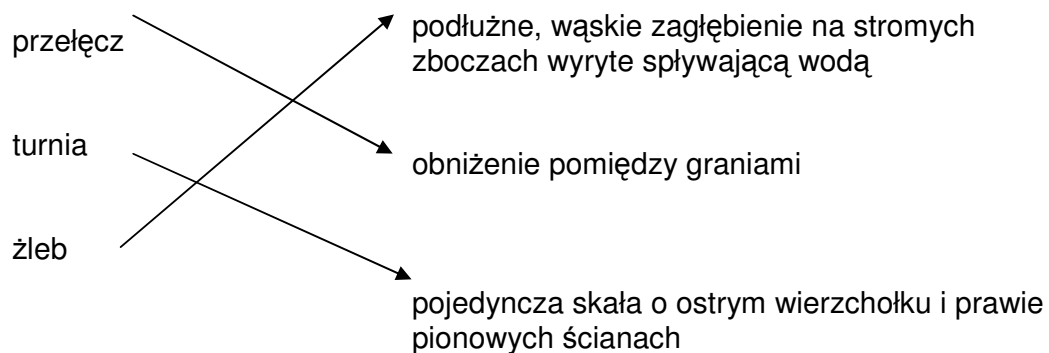 przełęcz
podłużne, wąskie zagłębienie na stromych
zboczach wyryte spływającą wodą
turnia
obniżenie pomiędzy graniami
żleb
pojedyncza skała o ostrym wierzchołku i prawie
pionowych ścianach